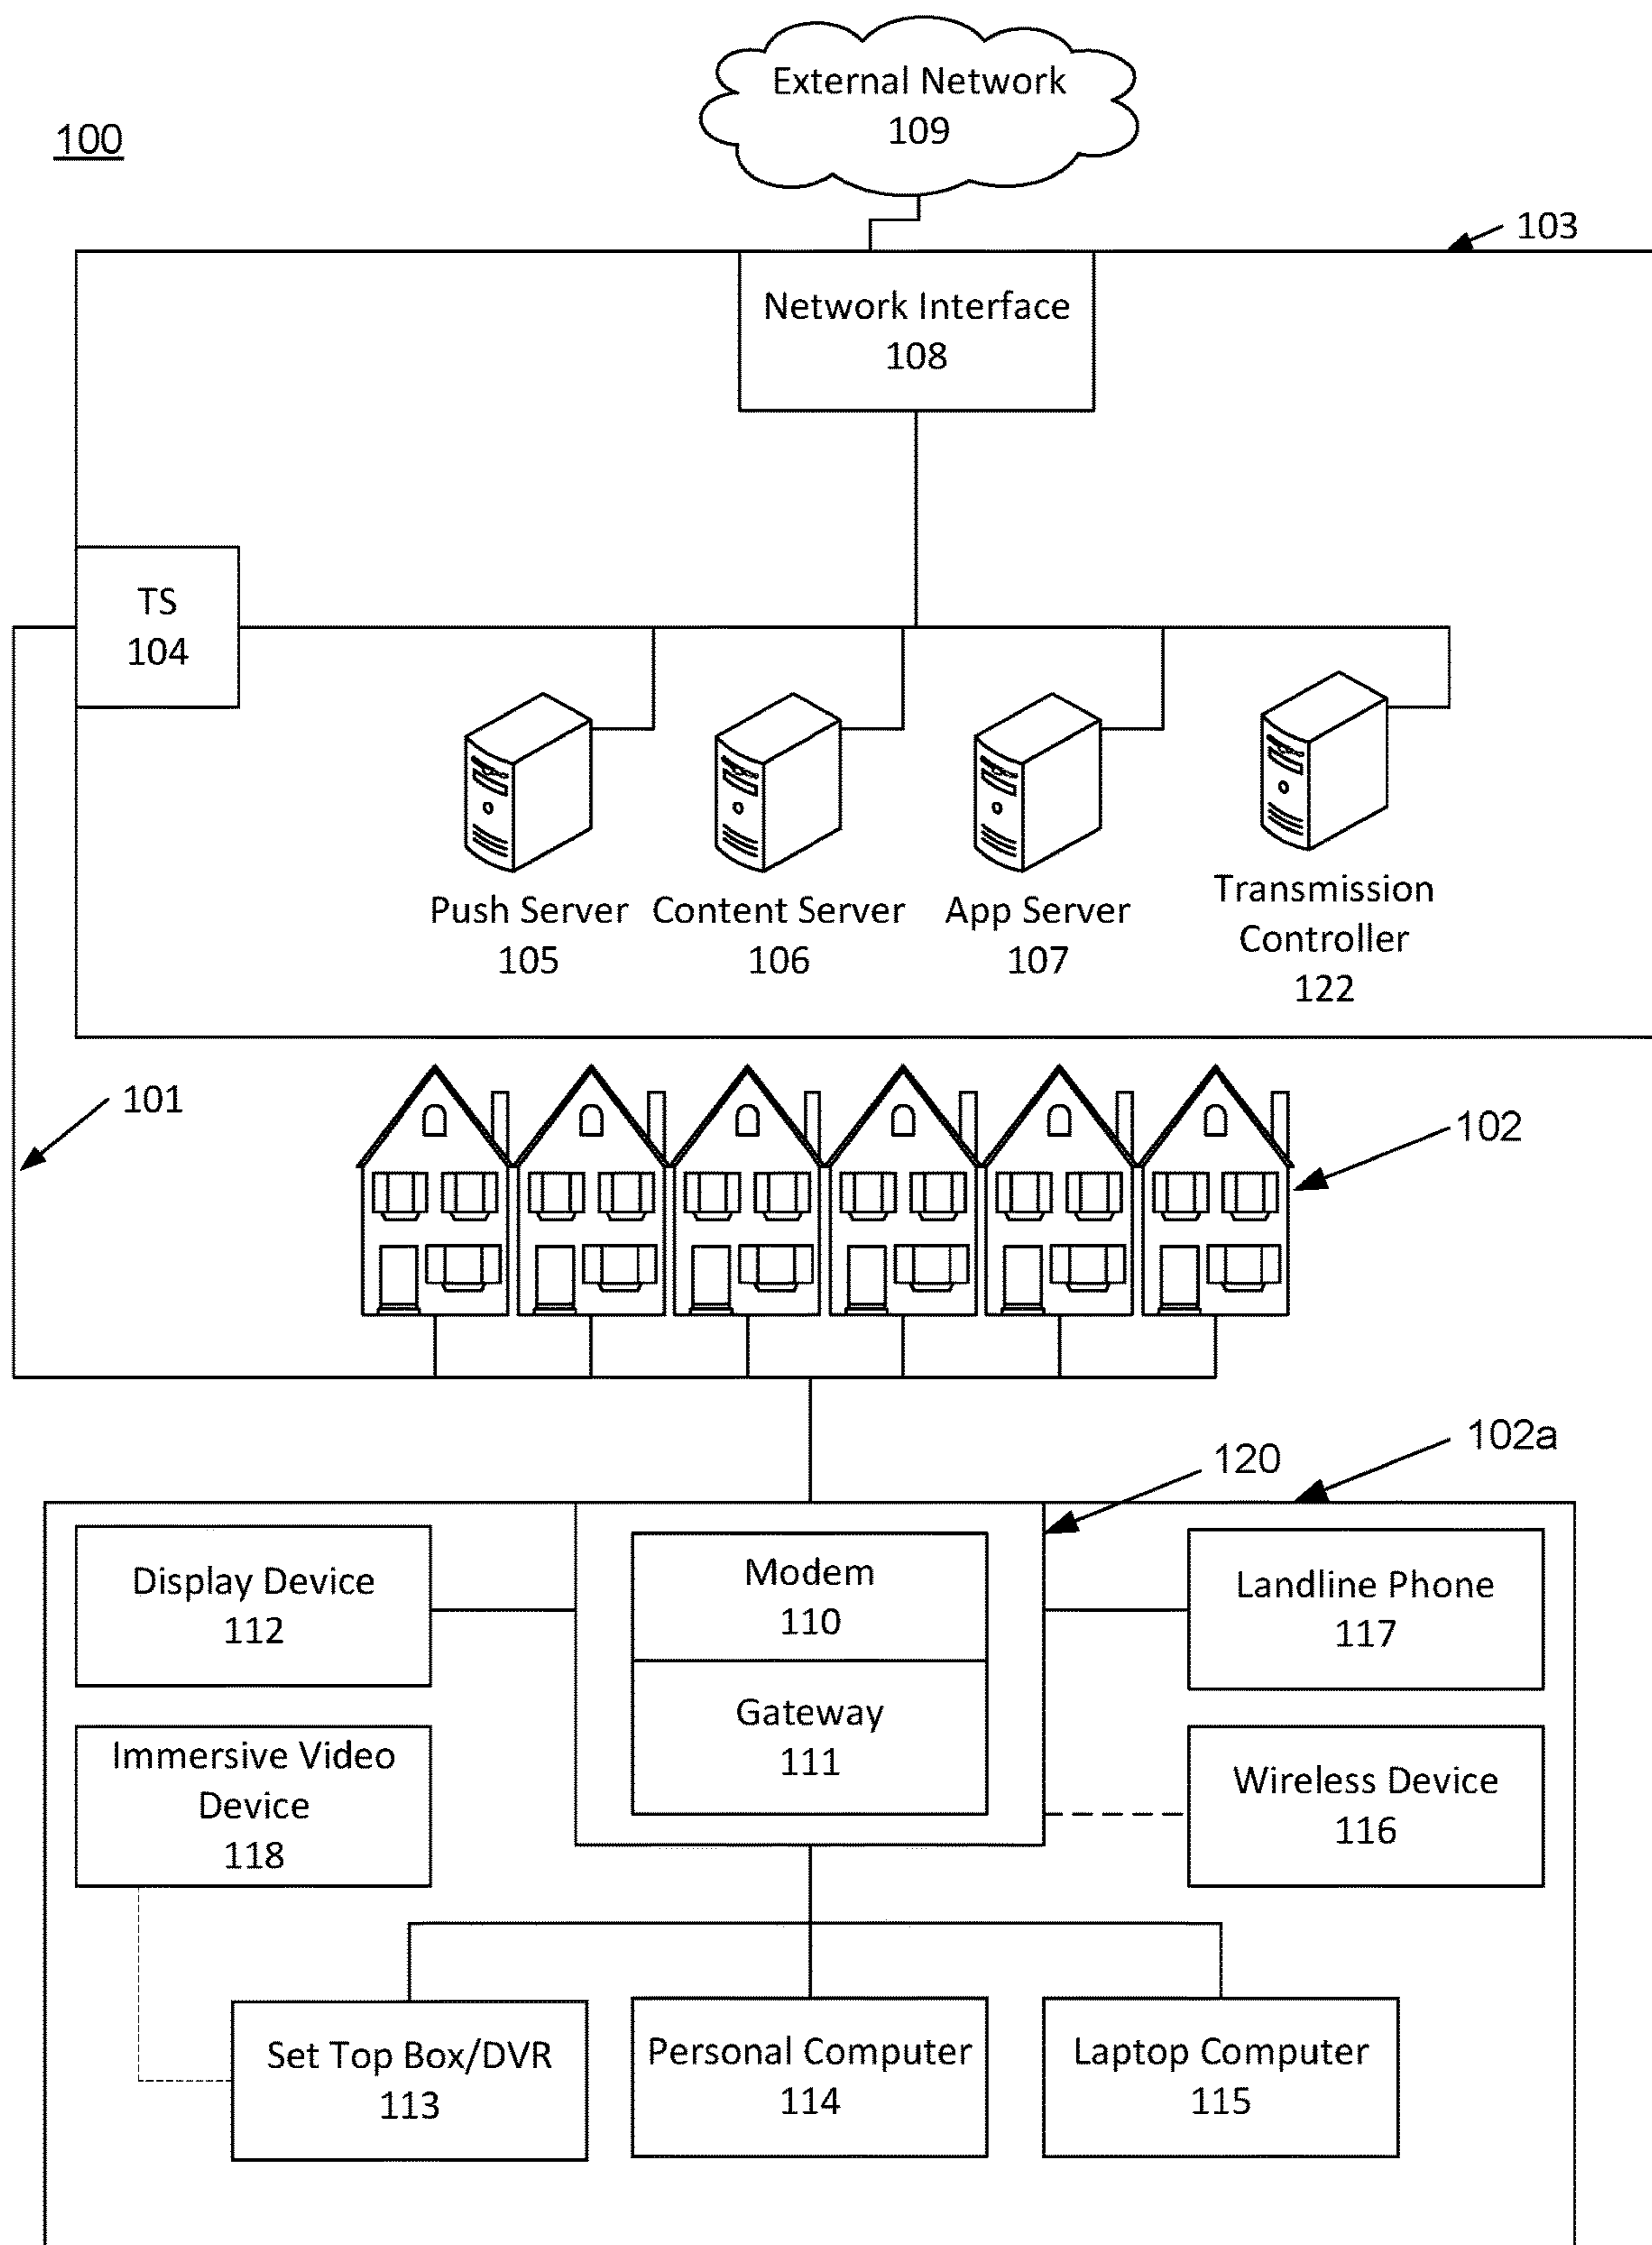 External Network
109
100
103
Network Interface
108
TS
104
Push Server
105
Content Server
106
App Server
107
Transmission
Controller
122
101
102
102a
120
Display Device
112
Modem
110
Landline Phone
117
Gateway
111
Immersive Video
Device
118
Wireless Device
116
Set Top Box/DVR
113
Personal Computer
114
Laptop Computer
115